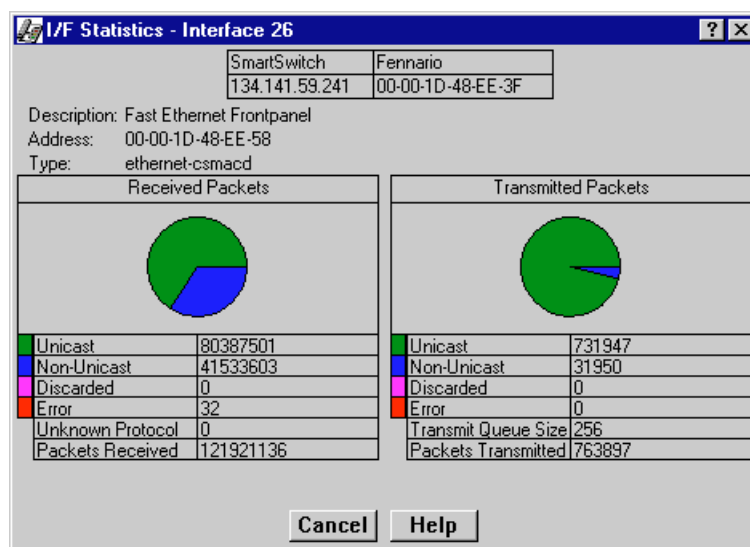 I/F Statistics - Interface 26
SmartSwitch Fennario
134.141.59.241 00-00-1D-48-EE-3F
Description: Fast Ethernet Frontpanel
Address: 00-00-1D-48-EE-58
Type: ethernet-csmacd
Received Packets
Unicast 80387501
Non-Unicast 41533603
Discarded 0
Error 32
Unknown Protocol 0
Packets Received 121921136
Transmitted Packets
Unicast 731947
Non-Unicast 31950
Discarded 0
Error 0
Transmit Queue Size 256
Packets Transmitted 763897
Cancel Help